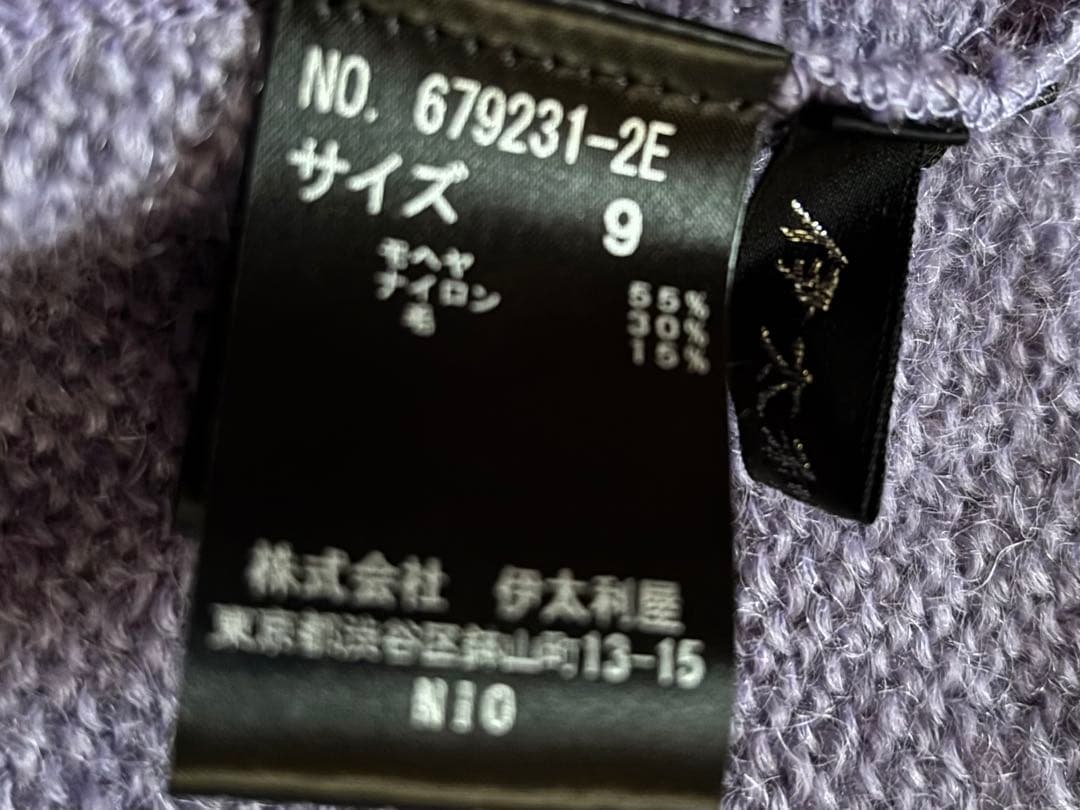 NO. 679231-2E
サイズ 9
モヘヤ 55%
ナイロン 30%
毛 15%
株式会社 伊太利屋
東京都渋谷区鉢山町13-15
N10